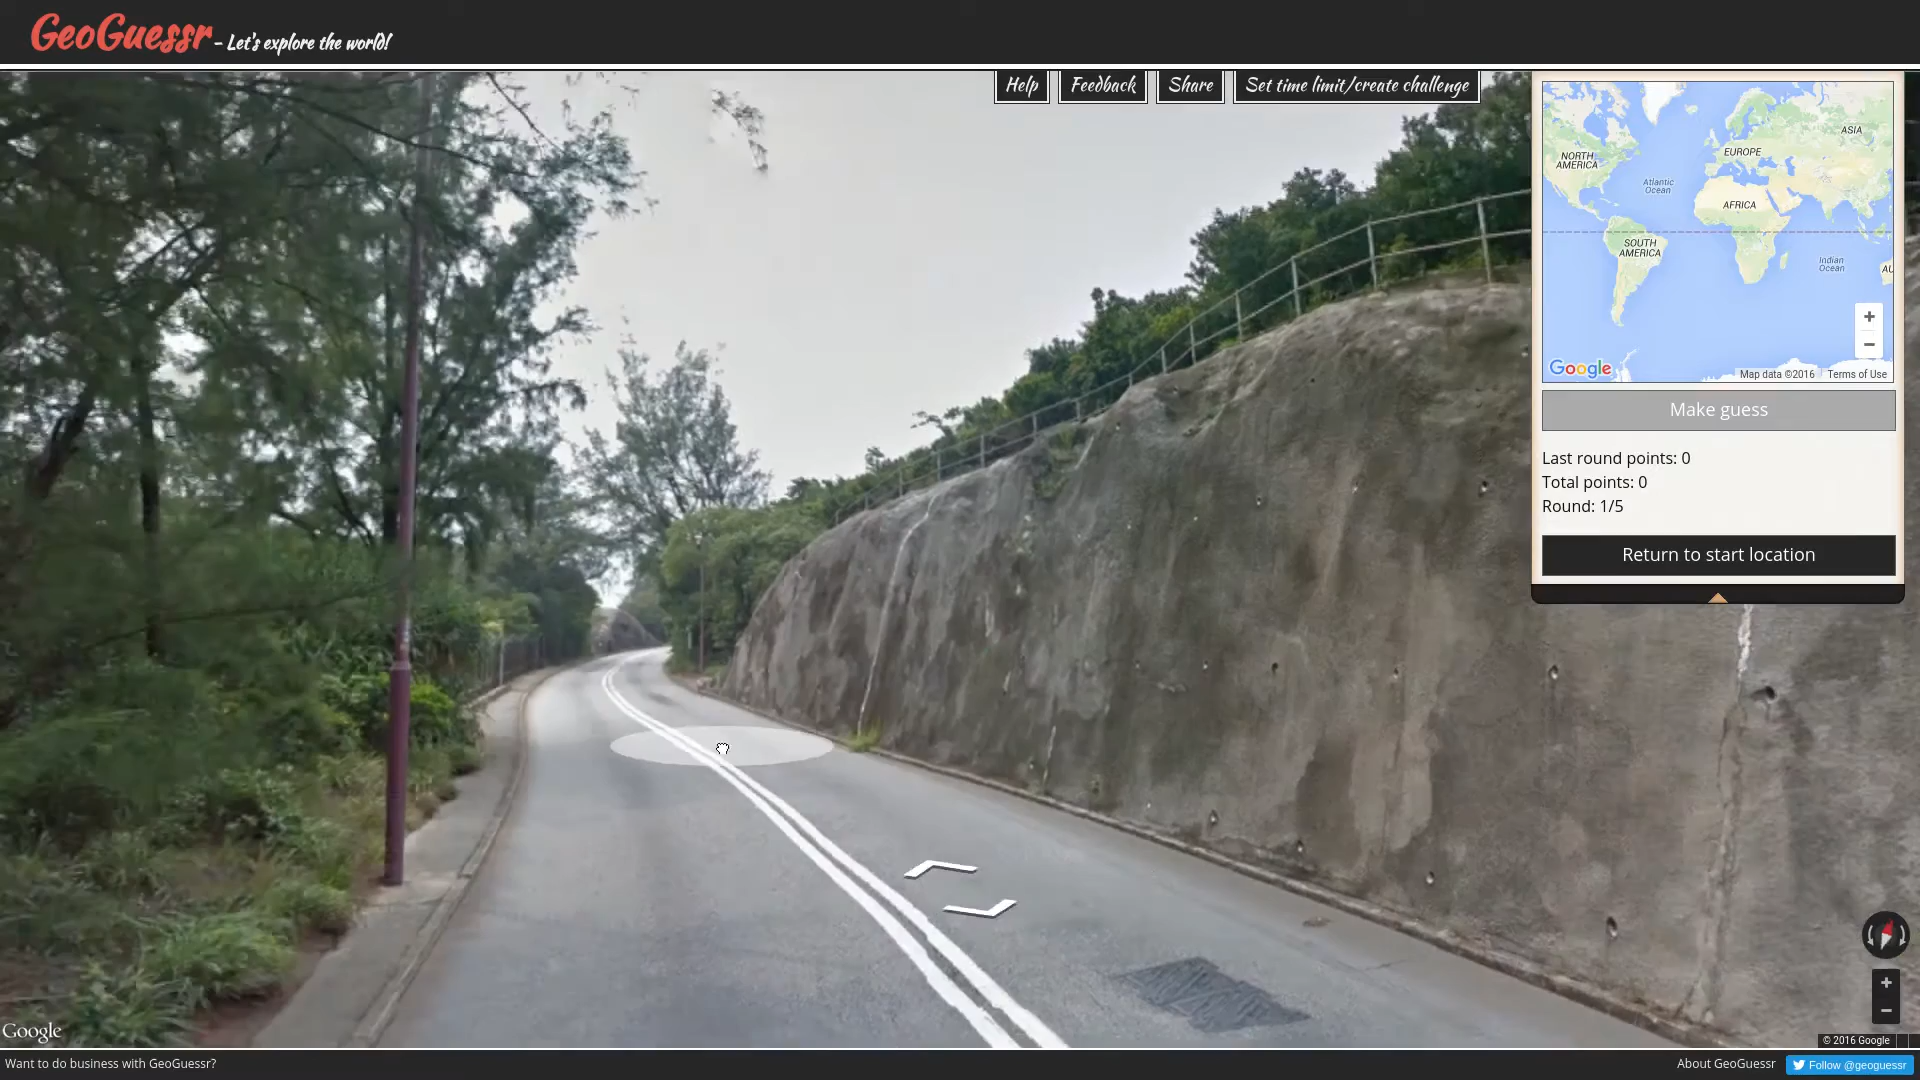 GeoGuessr - Let's explore the world!
Help
Feedback
Share
Set time limit/create challenge
NORTH
AMERICA
Atlantic
Ocean
EUROPE
ASIA
AFRICA
SOUTH
AMERICA
Indian
Ocean
AU
+
−
Google
Map data ©2016
Terms of Use
Make guess
Last round points: 0
Total points: 0
Round: 1/5
Return to start location
+
−
Google
© 2016 Google
Want to do business with GeoGuessr?
About GeoGuessr
Follow @geoguessr